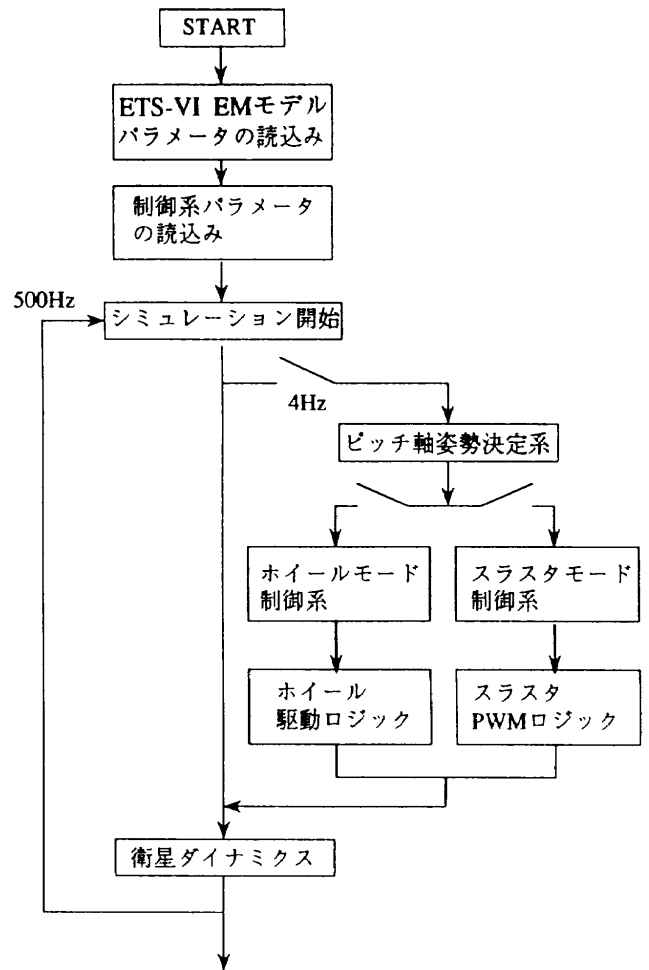 START
ETS-VI EMモデル
パラメータの読込み
制御系パラメータ
の読込み
500Hz
シミュレーション開始
4Hz
ピッチ軸姿勢決定系
ホイールモード
制御系
スラスタモード
制御系
ホイール
駆動ロジック
スラスタ
PWMロジック
衛星ダイナミクス